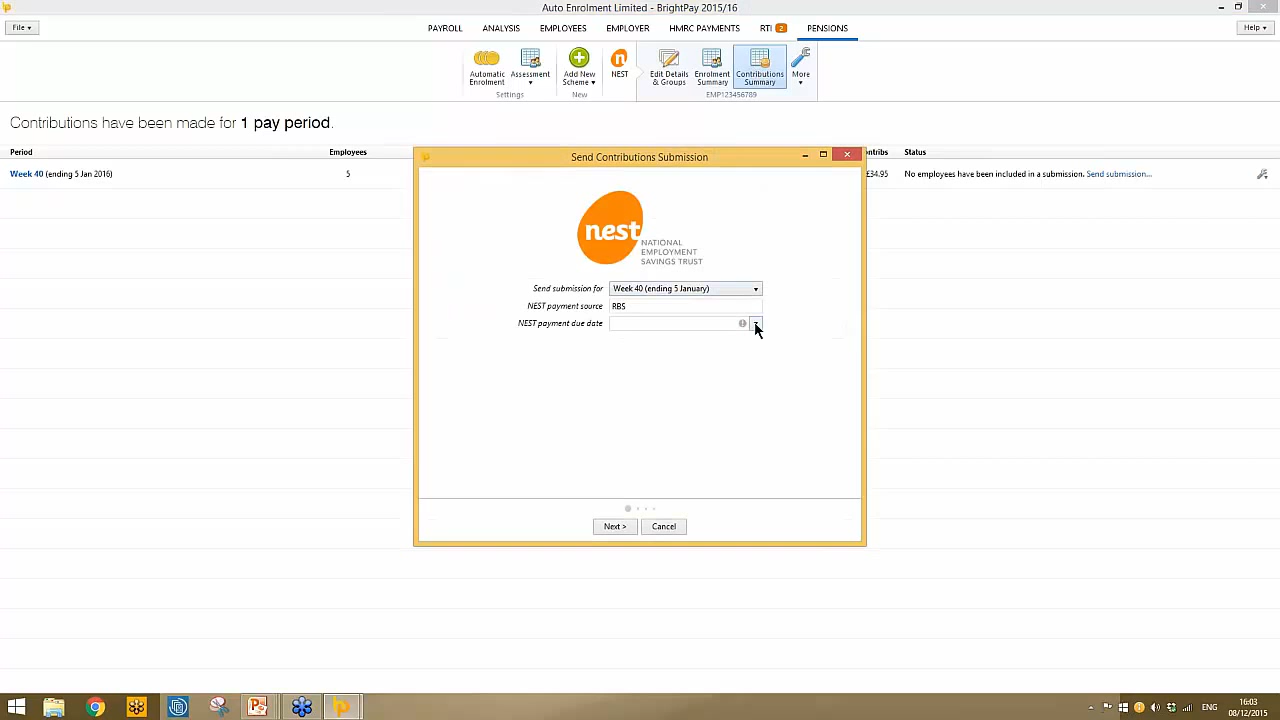 Auto Enrolment Limited - BrightPay 2015/16
File
PAYROLL ANALYSIS EMPLOYEES EMPLOYER HMRC PAYMENTS RTI 2 PENSIONS
Help
Automatic Enrolment
Assessment
Settings
Add New Scheme
New
n
NEST
Edit Details & Groups
Enrolment Summary
Contributions Summary
More
EMP123456789
Contributions have been made for 1 pay period.
Period Employees ntribs Status
Week 40 (ending 5 Jan 2016) 5 £34.95 No employees have been included in a submission. Send submission...
Send Contributions Submission
nest
NATIONAL
EMPLOYMENT
SAVINGS TRUST
Send submission for Week 40 (ending 5 January)
NEST payment source RBS
NEST payment due date
Next > Cancel
ENG
16:03
08/12/2015